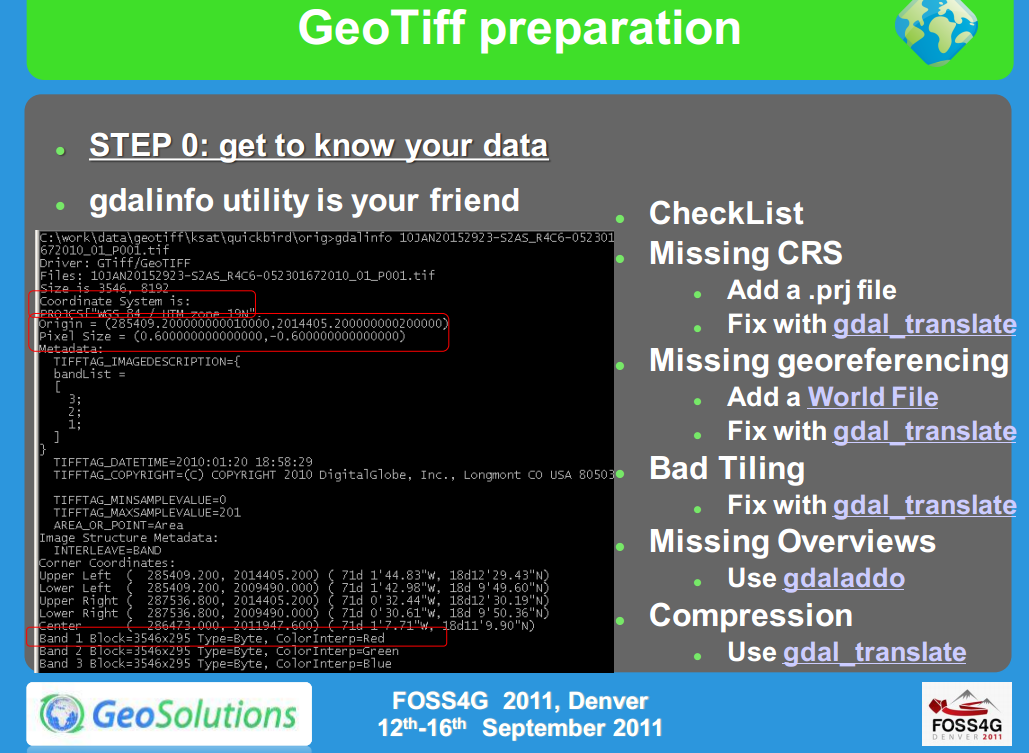 GeoTiff preparation
STEP 0: get to know your data
gdalinfo utility is your friend
C:\work\data\geotiff\ksat\quickbird\orig>gdalinfo 10JAN20152923-S2AS_R4C6-052301
672010_01_P001.tif
Driver: GTiff/GeoTIFF
Files: 10JAN20152923-S2AS_R4C6-052301672010_01_P001.tif
Size is 3546, 8192
Coordinate System is:
PROJCS["WGS 84 / UTM zone 19N"
Origin = (285409.200000000010000,2014405.200000000200000)
Pixel Size = (0.600000000000000,-0.600000000000000)
Metadata:
TIFFTAG_IMAGEDESCRIPTION={
bandList =
[
3;
2;
1;
]
}
TIFFTAG_DATETIME=2010:01:20 18:58:29
TIFFTAG_COPYRIGHT=(C) COPYRIGHT 2010 DigitalGlobe, Inc., Longmont CO USA 80503
TIFFTAG_MINSAMPLEVALUE=0
TIFFTAG_MAXSAMPLEVALUE=201
AREA_OR_POINT=Area
Image Structure Metadata:
INTERLEAVE=BAND
Corner Coordinates:
Upper Left ( 285409.200, 2014405.200) ( 71d 1'44.83"W, 18d12'29.43"N)
Lower Left ( 285409.200, 2009490.000) ( 71d 1'42.98"W, 18d 9'49.60"N)
Upper Right ( 287536.800, 2014405.200) ( 71d 0'32.44"W, 18d12'30.19"N)
Lower Right ( 287536.800, 2009490.000) ( 71d 0'30.61"W, 18d 9'50.36"N)
Center ( 286473.000, 2011947.600) ( 71d 1'7.71"W, 18d11'9.90"N)
Band 1 Block=3546x295 Type=Byte, ColorInterp=Red
Band 2 Block=3546x295 Type=Byte, ColorInterp=Green
Band 3 Block=3546x295 Type=Byte, ColorInterp=Blue
CheckList
Missing CRS
Add a .prj file
Fix with gdal_translate
Missing georeferencing
Add a World File
Fix with gdal_translate
Bad Tiling
Fix with gdal_translate
Missing Overviews
Use gdaladdo
Compression
Use gdal_translate
GeoSolutions
FOSS4G 2011, Denver
12th-16th September 2011
FOSS4G
DENVER 2011